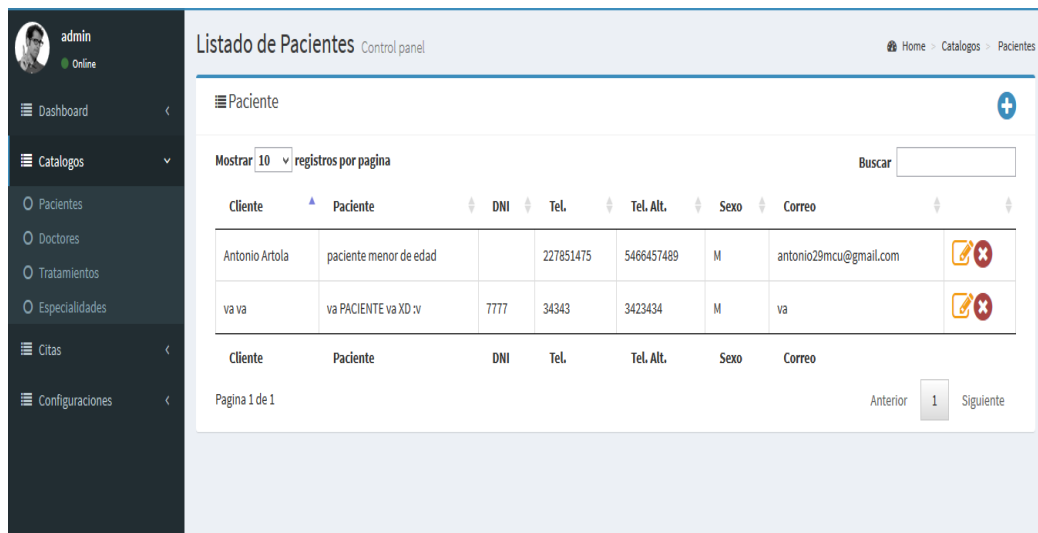 admin
Online
Dashboard
Catalogos
Pacientes
Doctores
Tratamientos
Especialidades
Citas
Configuraciones
Listado de Pacientes Control panel
Home > Catalogos > Pacientes
Paciente
Mostrar 10 registros por pagina
Buscar
Cliente Paciente DNI Tel. Tel. Alt. Sexo Correo
Antonio Artola paciente menor de edad 227851475 5466457489 M antonio29mcu@gmail.com
va va va PACIENTE va XD :v 7777 34343 3423434 M va
Cliente Paciente DNI Tel. Tel. Alt. Sexo Correo
Pagina 1 de 1
Anterior 1 Siguiente